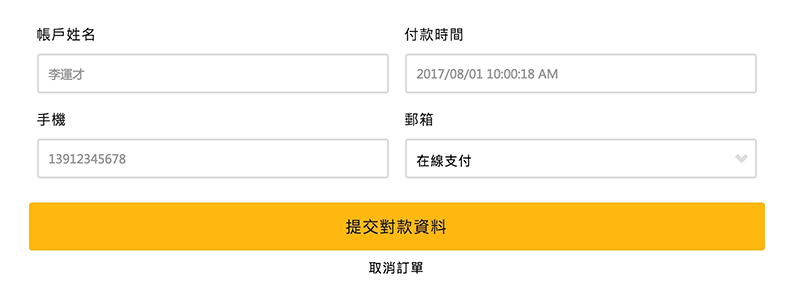 帳戶姓名
付款時間
李運才
2017/08/01 10:00:18 AM
手機
郵箱
13912345678
在線支付
提交對款資料
取消訂單